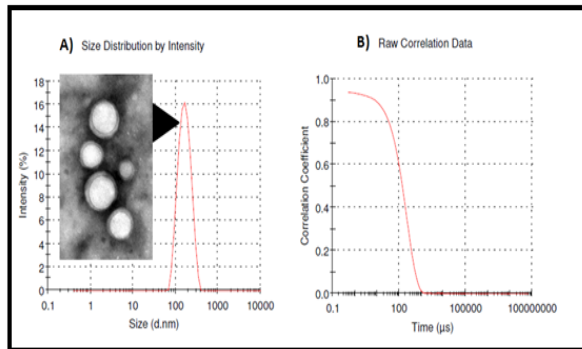 A) Size Distribution by Intensity
18
16
14
12
10
8
6
4
2
0
Intensity (%)
0.1 1 10 100 1000 10000
Size (d.nm)
B) Raw Correlation Data
1.0
0.8
0.6
0.4
0.2
0.0
Correlation Coefficient
0.1 100 100000 100000000
Time (µs)